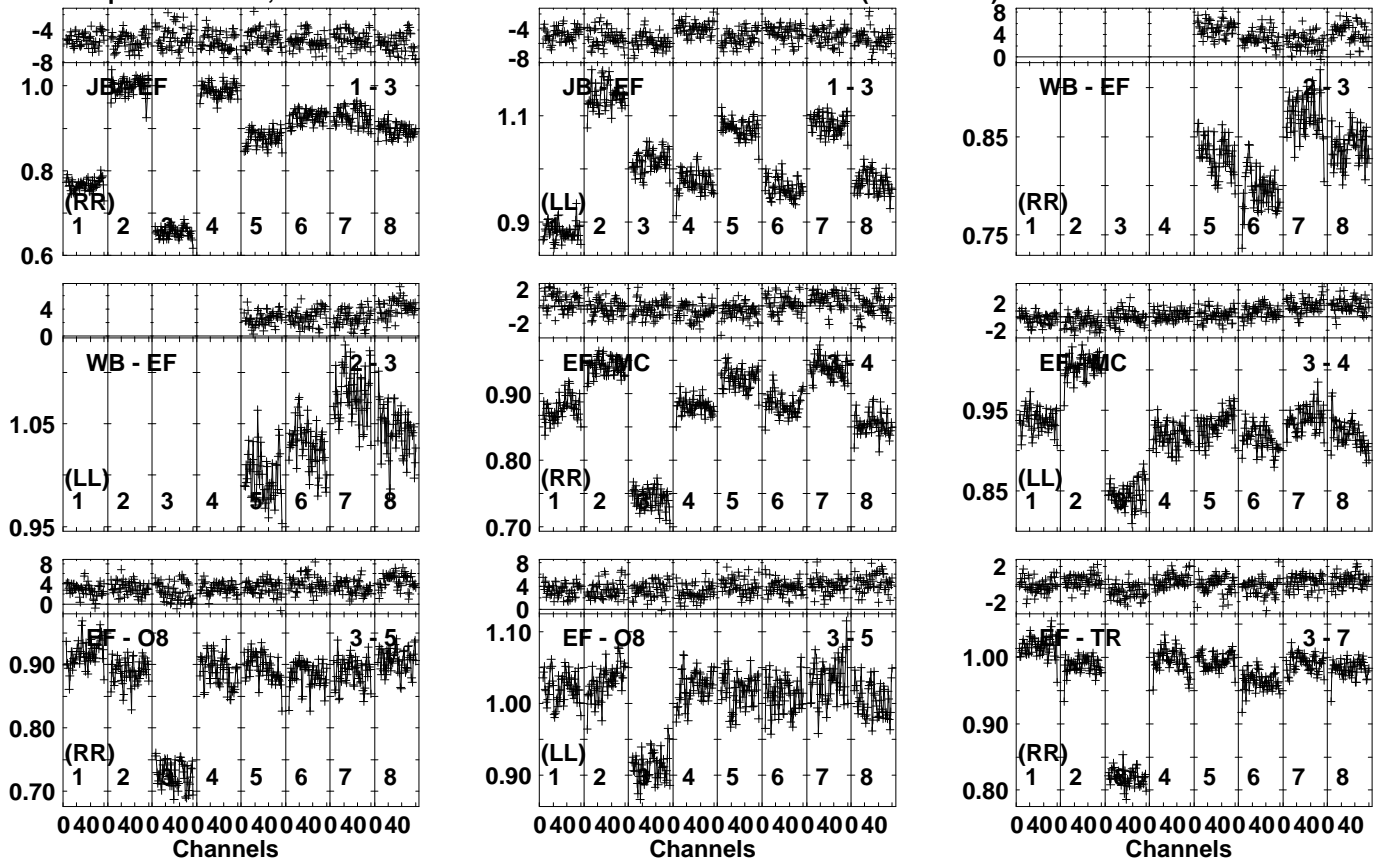 -4
-8
1.0
0.8
0.6
JB - EF
1 - 3
(RR)
1 2 3 4 5 6 7 8
-4
-8
1.1
0.9
JB - EF
1 - 3
(LL)
1 2 3 4 5 6 7 8
8
4
0
0.85
0.75
WB - EF
2 - 3
(RR)
1 2 3 4 5 6 7 8
4
0
1.05
0.95
WB - EF
2 - 3
(LL)
1 2 3 4 5 6 7 8
2
-2
0.90
0.80
0.70
EF - MC
3 - 4
(RR)
1 2 3 4 5 6 7 8
2
-2
0.95
0.85
EF - MC
3 - 4
(LL)
1 2 3 4 5 6 7 8
8
4
0
0.90
0.80
0.70
EF - O8
3 - 5
(RR)
1 2 3 4 5 6 7 8
0 40 0 40 0 40 0 40 0 40 0 40 0 40 0 40
Channels
8
4
0
1.10
1.00
0.90
EF - O8
3 - 5
(LL)
1 2 3 4 5 6 7 8
0 40 0 40 0 40 0 40 0 40 0 40 0 40 0 40
Channels
2
-2
1.00
0.90
0.80
EF - TR
3 - 7
(RR)
1 2 3 4 5 6 7 8
0 40 0 40 0 40 0 40 0 40 0 40 0 40 0 40
Channels